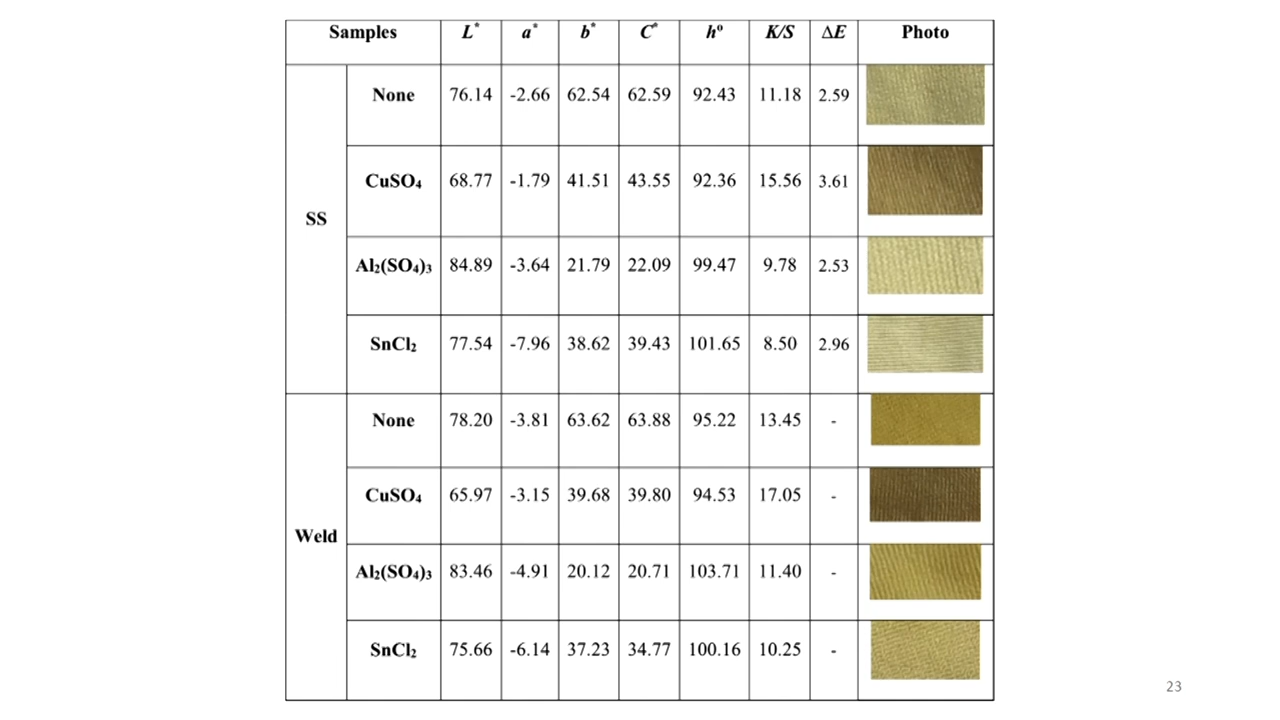 Samples L* a* b* C* h° K/S ΔE Photo
SS
None 76.14 -2.66 62.54 62.59 92.43 11.18 2.59
CuSO₄ 68.77 -1.79 41.51 43.55 92.36 15.56 3.61
Al₂(SO₄)₃ 84.89 -3.64 21.79 22.09 99.47 9.78 2.53
SnCl₂ 77.54 -7.96 38.62 39.43 101.65 8.50 2.96
Weld
None 78.20 -3.81 63.62 63.88 95.22 13.45 -
CuSO₄ 65.97 -3.15 39.68 39.80 94.53 17.05 -
Al₂(SO₄)₃ 83.46 -4.91 20.12 20.71 103.71 11.40 -
SnCl₂ 75.66 -6.14 37.23 34.77 100.16 10.25 -
23